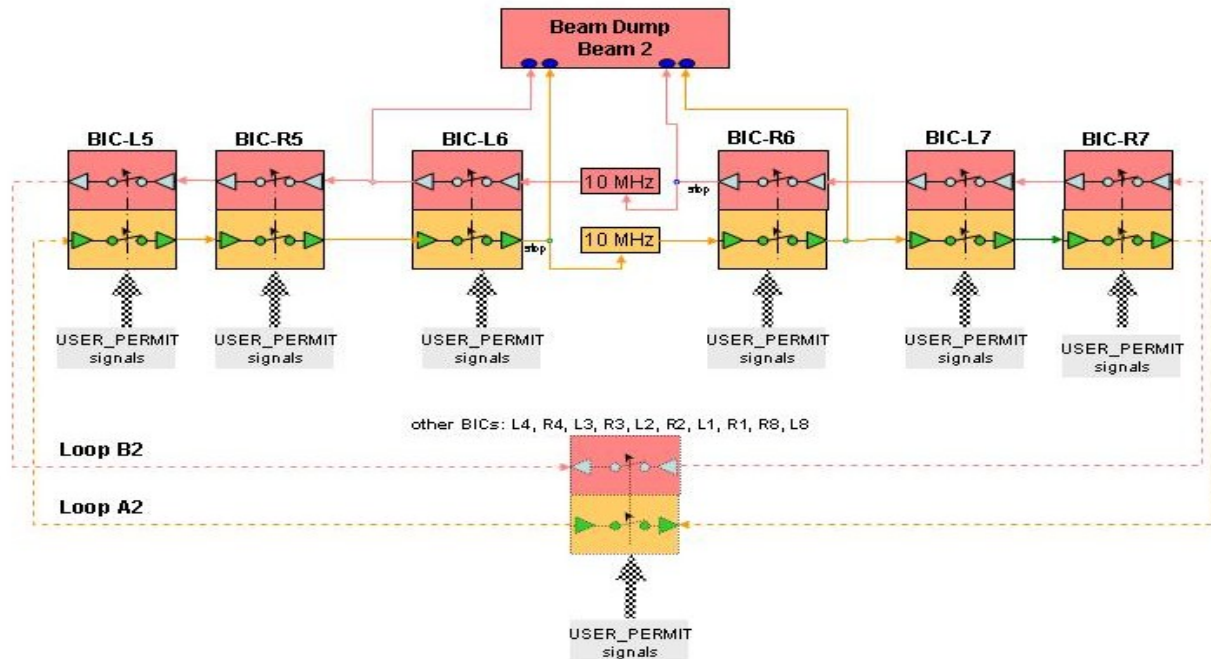 Beam Dump
Beam 2
BIC-L5
BIC-R5
BIC-L6
BIC-R6
BIC-L7
BIC-R7
10 MHz
stop
10 MHz
stop
USER_PERMIT
signals
USER_PERMIT
signals
USER_PERMIT
signals
USER_PERMIT
signals
USER_PERMIT
signals
USER_PERMIT
signals
other BICs: L4, R4, L3, R3, L2, R2, L1, R1, R8, L8
Loop B2
Loop A2
USER_PERMIT
signals